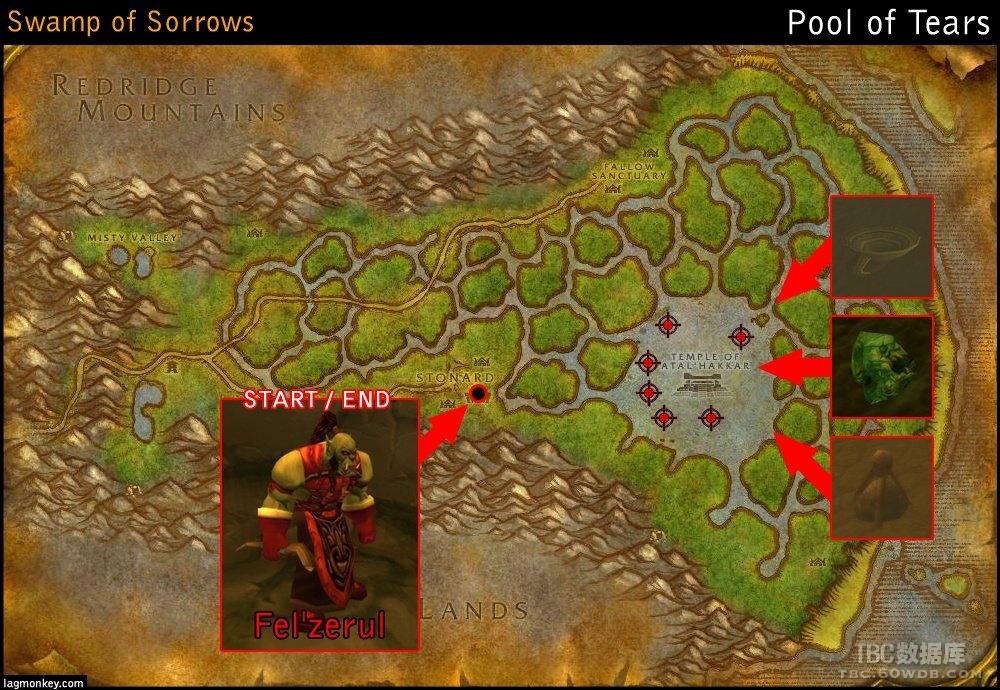 Swamp of Sorrows
Pool of Tears
REDRIDGE
MOUNTAINS
FALLOW
SANCTUARY
MISTY VALLEY
TEMPLE OF
ATAL'HAKKAR
STONARD
START / END
Fel'zerul
LANDS
lagmonkey.com
TBC数据库
TBC.60WDB.COM